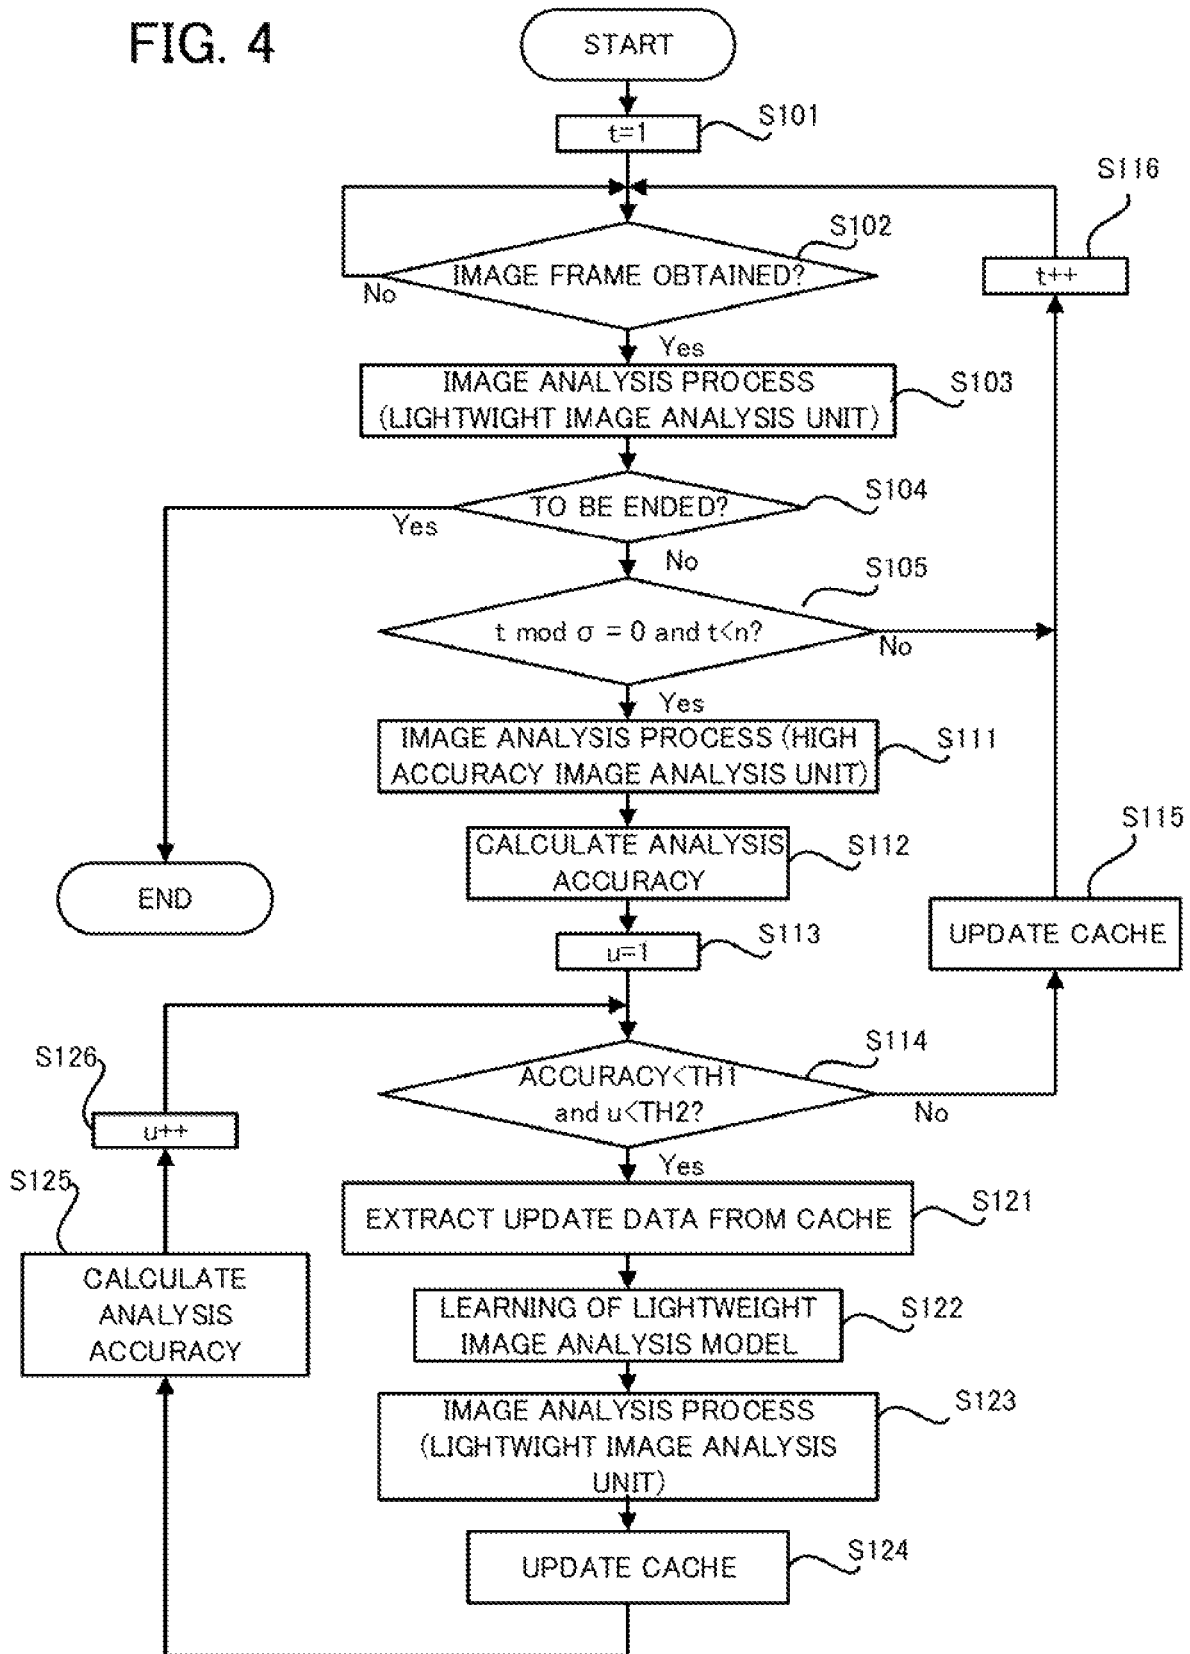 FIG. 4
START
t=1
S101
S116
t++
S102
IMAGE FRAME OBTAINED?
No
Yes
IMAGE ANALYSIS PROCESS
(LIGHTWIGHT IMAGE ANALYSIS UNIT)
S103
TO BE ENDED?
S104
Yes
No
S105
t mod σ = 0 and t<n?
No
Yes
IMAGE ANALYSIS PROCESS (HIGH
ACCURACY IMAGE ANALYSIS UNIT)
S111
CALCULATE ANALYSIS
ACCURACY
S112
S115
END
UPDATE CACHE
u=1
S113
S114
ACCURACY<TH1
and u<TH2?
No
Yes
S126
u++
S125
CALCULATE
ANALYSIS
ACCURACY
EXTRACT UPDATE DATA FROM CACHE
S121
LEARNING OF LIGHTWEIGHT
IMAGE ANALYSIS MODEL
S122
IMAGE ANALYSIS PROCESS
(LIGHTWIGHT IMAGE ANALYSIS
UNIT)
S123
UPDATE CACHE
S124